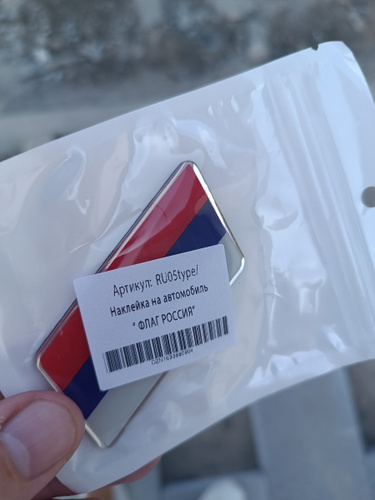 Артикул: RU05type/
Наклейка на автомобиль
" ФЛАГ РОССИЯ"